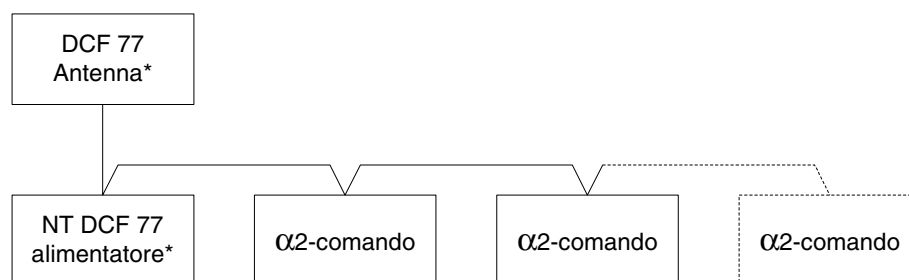 DCF 77
Antenna*
NT DCF 77
alimentatore*
α2-comando
α2-comando
α2-comando